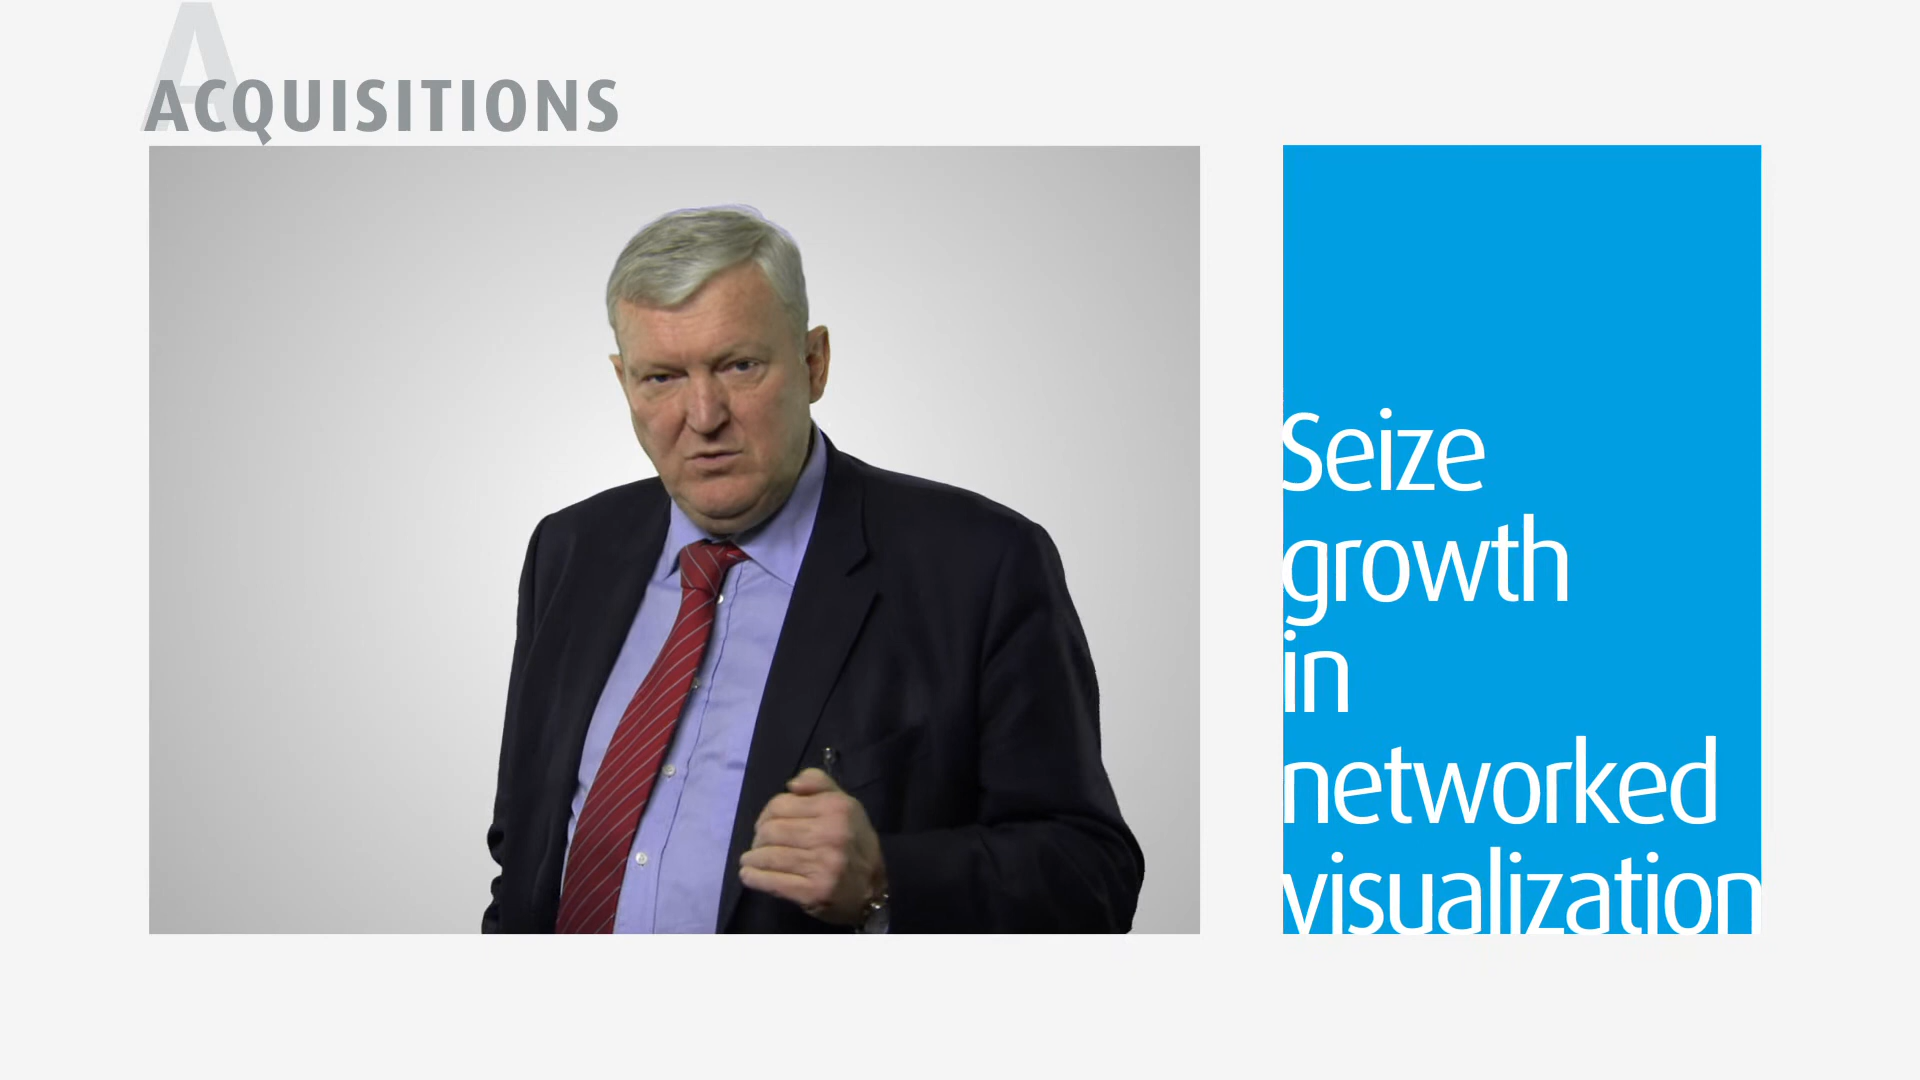 ACQUISITIONS
Seize
growth
in
networked
visualization